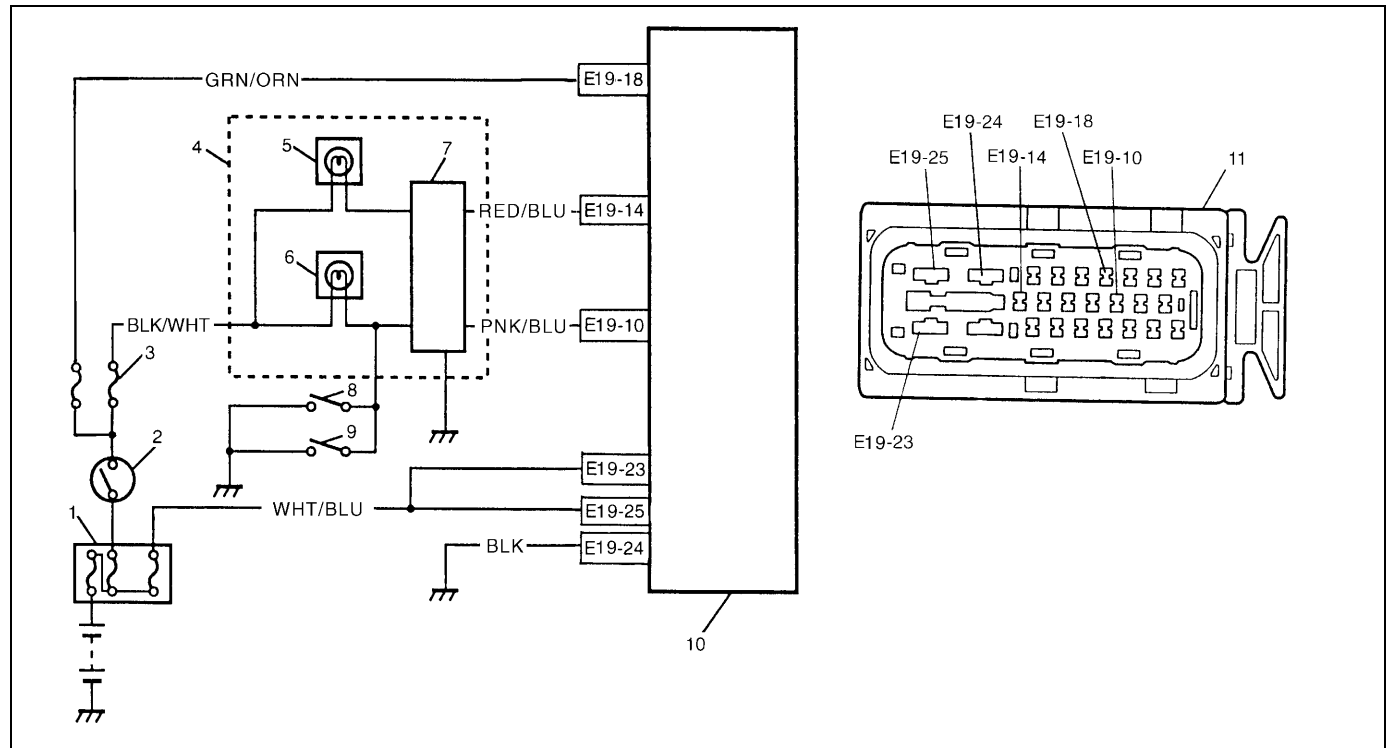 GRN/ORN
E19-18
E19-24 E19-18
E19-25 E19-14 E19-10 11
4 5 7
RED/BLU
E19-14
6
BLK/WHT
PNK/BLU
E19-10
3
8
2
9
E19-23
E19-23
1
WHT/BLU
E19-25
BLK
E19-24
10